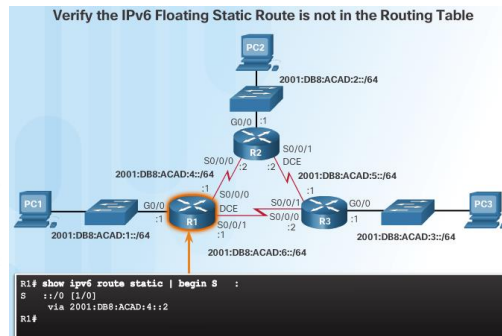 Verify the IPv6 Floating Static Route is not in the Routing Table
PC2
2001:DB8:ACAD:2::/64
G0/0 :1
R2
S0/0/1
DCE
S0/0/0
:2 :2
2001:DB8:ACAD:4::/64
2001:DB8:ACAD:5::/64
:1 :1
PC1
G0/0
:1
R1
S0/0/0
DCE
S0/0/1
:1
S0/0/1
S0/0/0
:2
R3
G0/0
:1
PC3
2001:DB8:ACAD:1::/64
2001:DB8:ACAD:6::/64
2001:DB8:ACAD:3::/64
R1# show ipv6 route static | begin S :
S ::/0 [1/0]
via 2001:DB8:ACAD:4::2
R1#